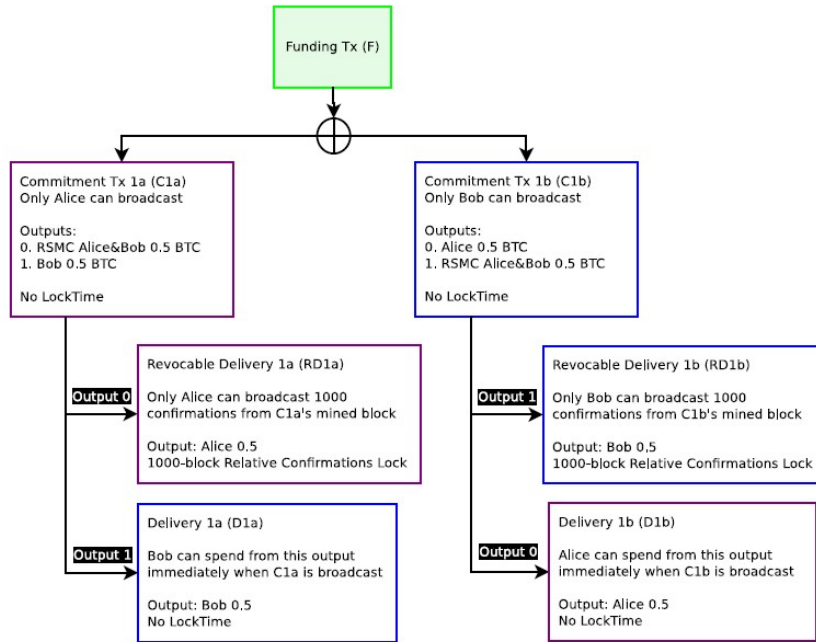 Funding Tx (F)
Commitment Tx 1a (C1a)
Only Alice can broadcast
Outputs:
0. RSMC Alice&Bob 0.5 BTC
1. Bob 0.5 BTC
No LockTime
Commitment Tx 1b (C1b)
Only Bob can broadcast
Outputs:
0. Alice 0.5 BTC
1. RSMC Alice&Bob 0.5 BTC
No LockTime
Output 0
Revocable Delivery 1a (RD1a)
Only Alice can broadcast 1000
confirmations from C1a's mined block
Output: Alice 0.5
1000-block Relative Confirmations Lock
Output 1
Revocable Delivery 1b (RD1b)
Only Bob can broadcast 1000
confirmations from C1b's mined block
Output: Bob 0.5
1000-block Relative Confirmations Lock
Output 1
Delivery 1a (D1a)
Bob can spend from this output
immediately when C1a is broadcast
Output: Bob 0.5
No LockTime
Output 0
Delivery 1b (D1b)
Alice can spend from this output
immediately when C1b is broadcast
Output: Alice 0.5
No LockTime